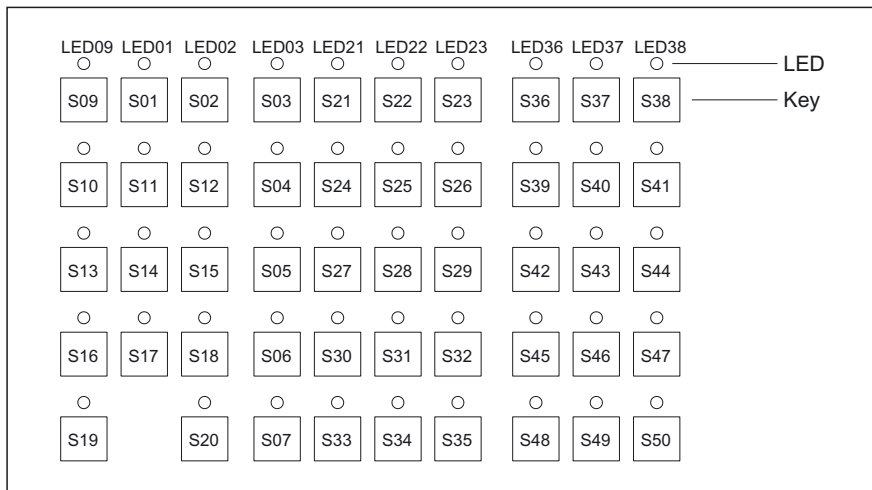 LED09 LED01 LED02 LED03 LED21 LED22 LED23 LED36 LED37 LED38
LED
S09 S01 S02 S03 S21 S22 S23 S36 S37 S38 Key
S10 S11 S12 S04 S24 S25 S26 S39 S40 S41
S13 S14 S15 S05 S27 S28 S29 S42 S43 S44
S16 S17 S18 S06 S30 S31 S32 S45 S46 S47
S19 S20 S07 S33 S34 S35 S48 S49 S50